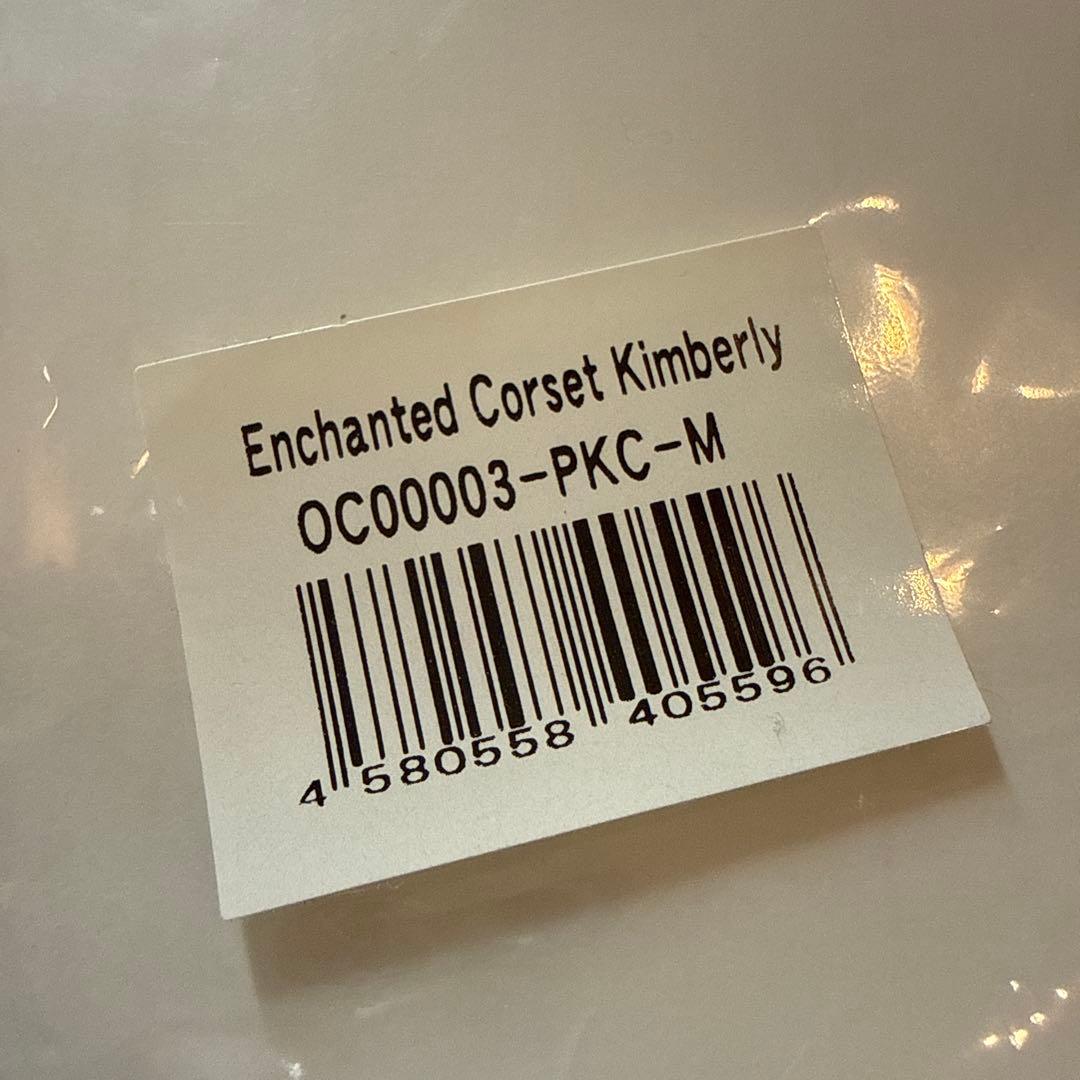 Enchanted Corset Kimberly
OC00003-PKC-M
4 580558 405596